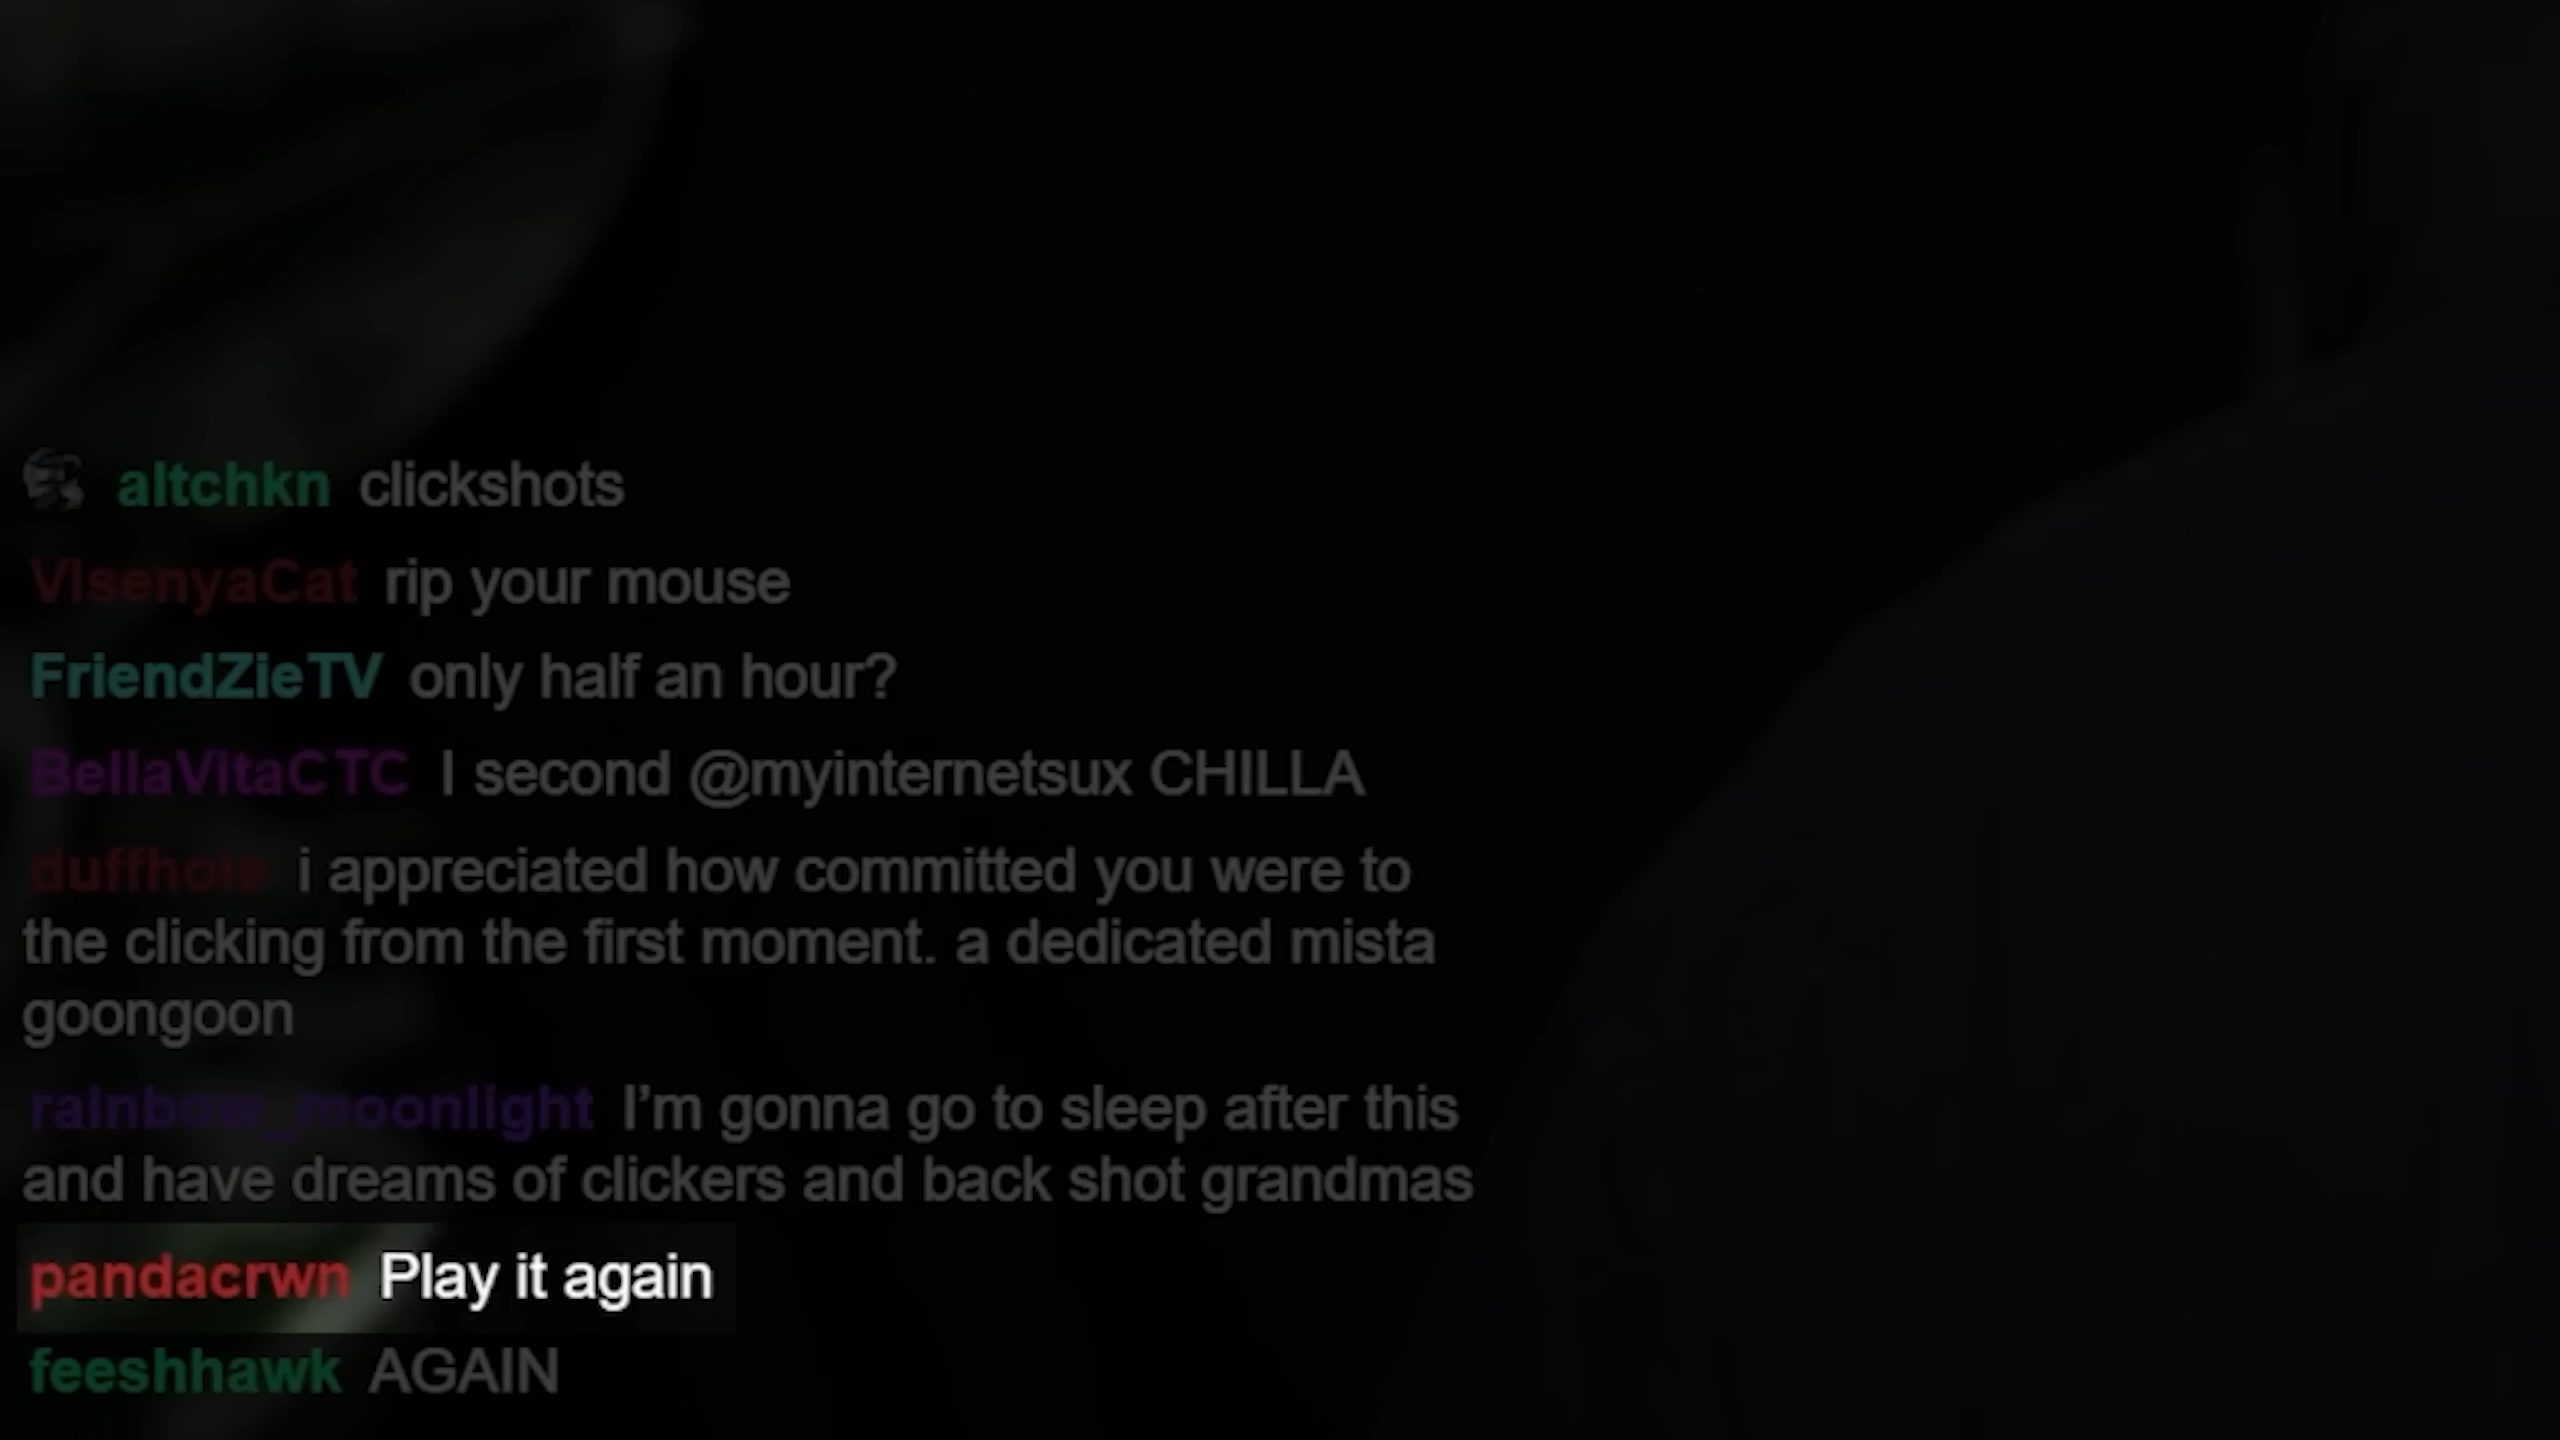 altchkn clickshots
VisenyaCat rip your mouse
FriendZieTV only half an hour?
BellaVitaCTC I second @myinternetsux CHILLA
duffhole i appreciated how committed you were to
the clicking from the first moment. a dedicated mista
goongoon
rainbow_moonlight I’m gonna go to sleep after this
and have dreams of clickers and back shot grandmas
pandacrwn Play it again
feeshhawk AGAIN